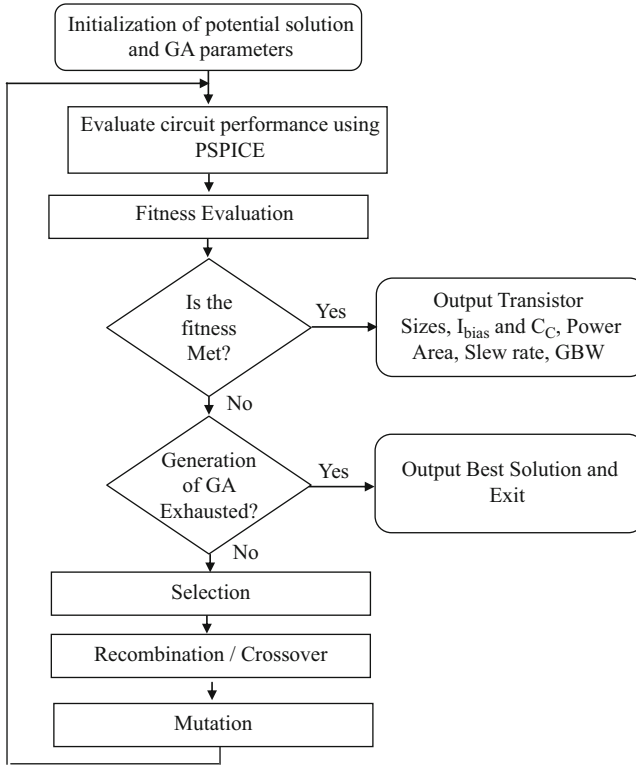 Initialization of potential solution
and GA parameters
Evaluate circuit performance using
PSPICE
Fitness Evaluation
Is the
fitness
Met?
Yes
Output Transistor
Sizes, I_bias and C_C, Power
Area, Slew rate, GBW
No
Generation
of GA
Exhausted?
Yes
Output Best Solution and
Exit
No
Selection
Recombination / Crossover
Mutation